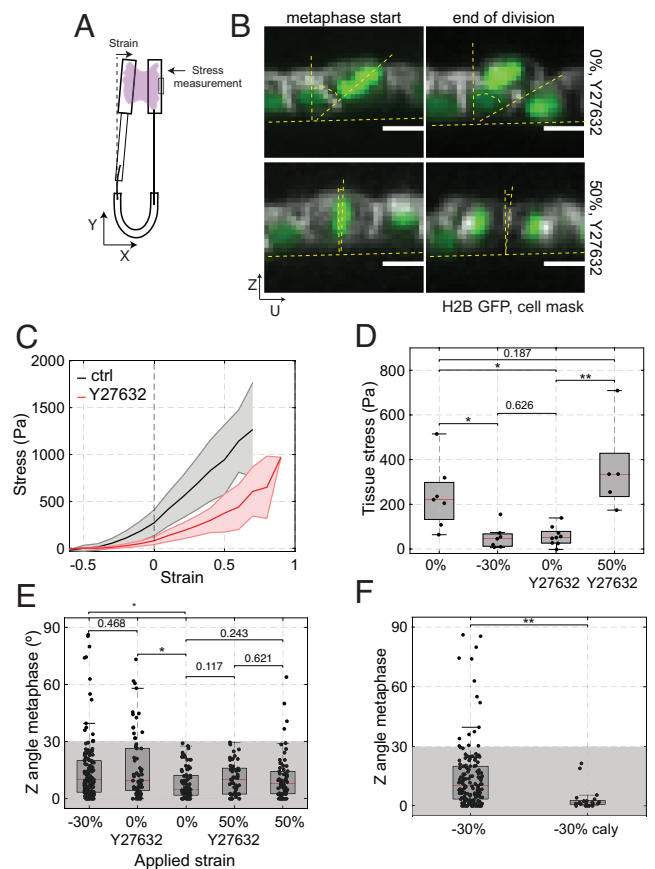 A
Strain
Stress
measurement
Y
X
B
metaphase start
end of division
0%, Y27632
50%, Y27632
Z
U
H2B GFP, cell mask
C
2000
1500
1000
500
0
Stress (Pa)
ctrl
Y27632
-0.5
0
0.5
1
Strain
D
0.187
*
**
*
0.626
800
600
400
200
0
Tissue stress (Pa)
0%
-30%
0%
50%
Y27632
Y27632
E
*
0.468
0.243
*
0.117
0.621
90
60
30
0
Z angle metaphase (º)
-30%
0%
0%
50%
50%
Y27632
Y27632
Applied strain
F
**
90
60
30
0
Z angle metaphase
-30%
-30% caly